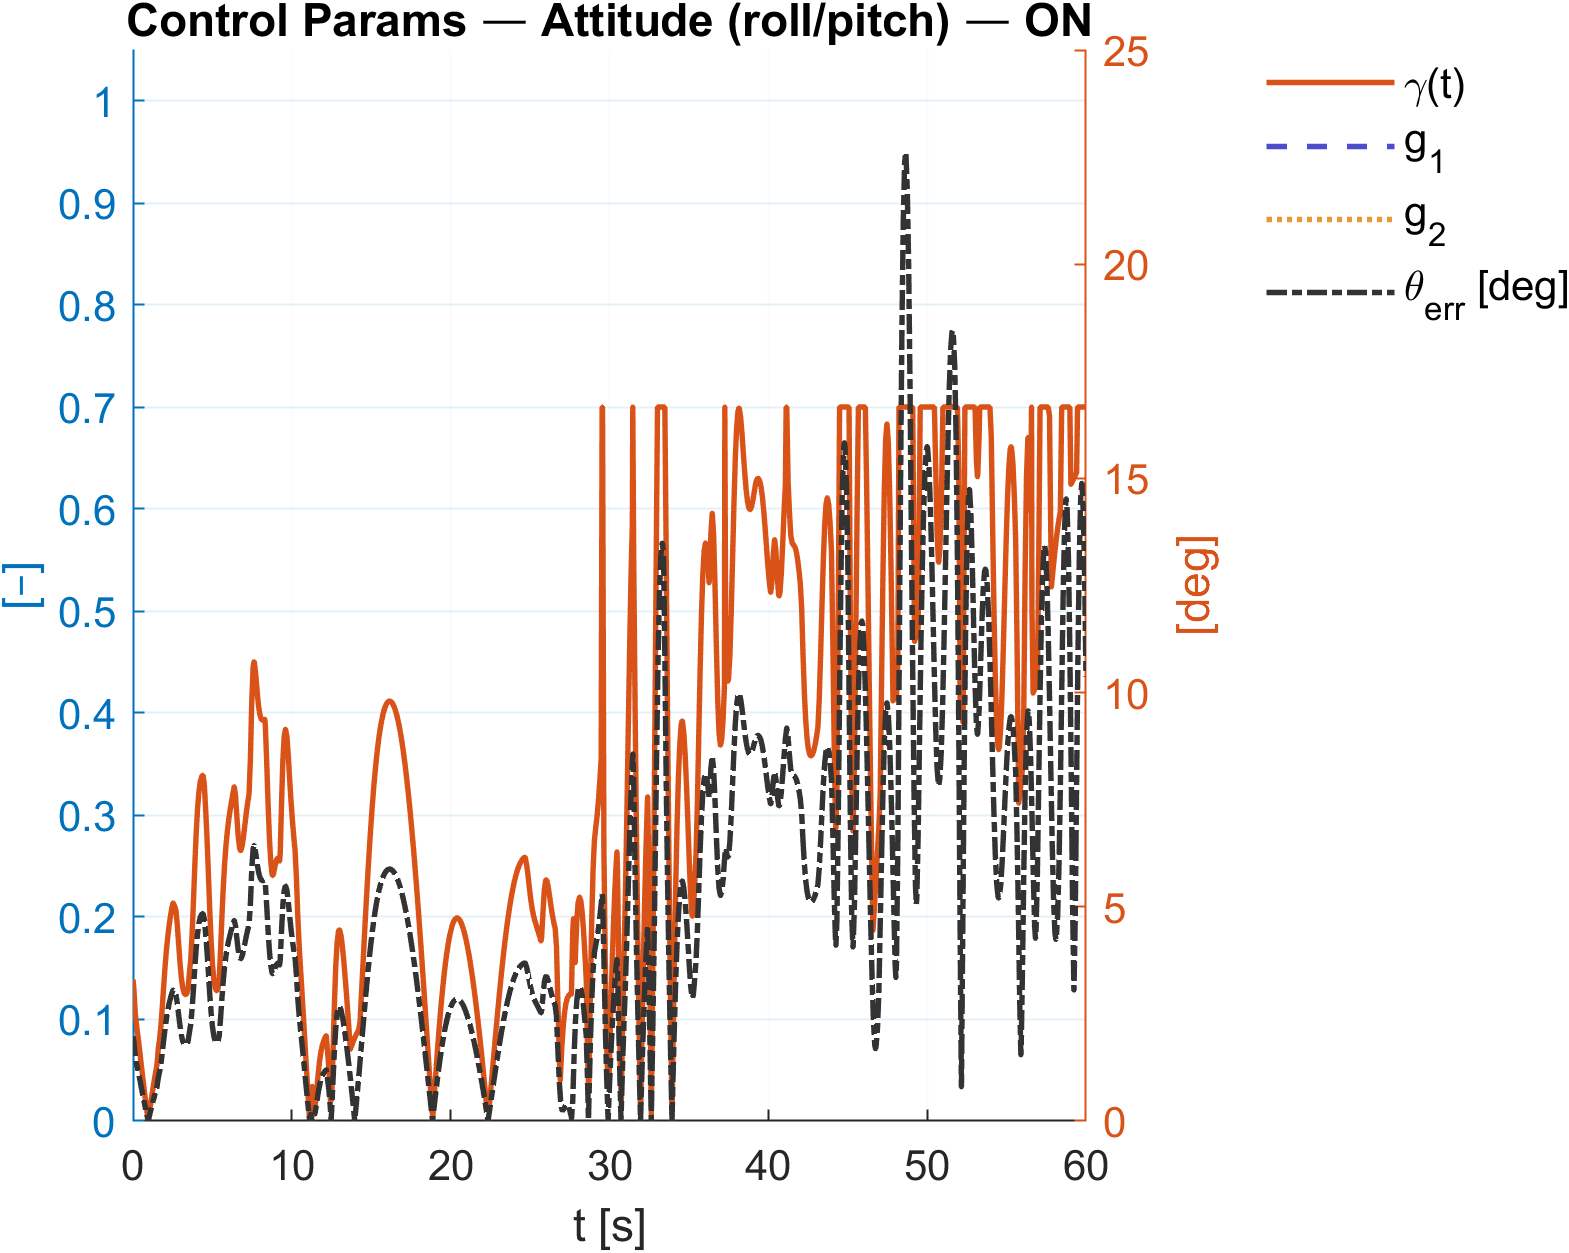 Control Params — Attitude (roll/pitch) — ON
1
0.9
0.8
0.7
0.6
0.5
0.4
0.3
0.2
0.1
0
[–]
25
20
15
10
5
0
[deg]
0 10 20 30 40 50 60
t [s]
γ(t)
g1
g2
θerr [deg]